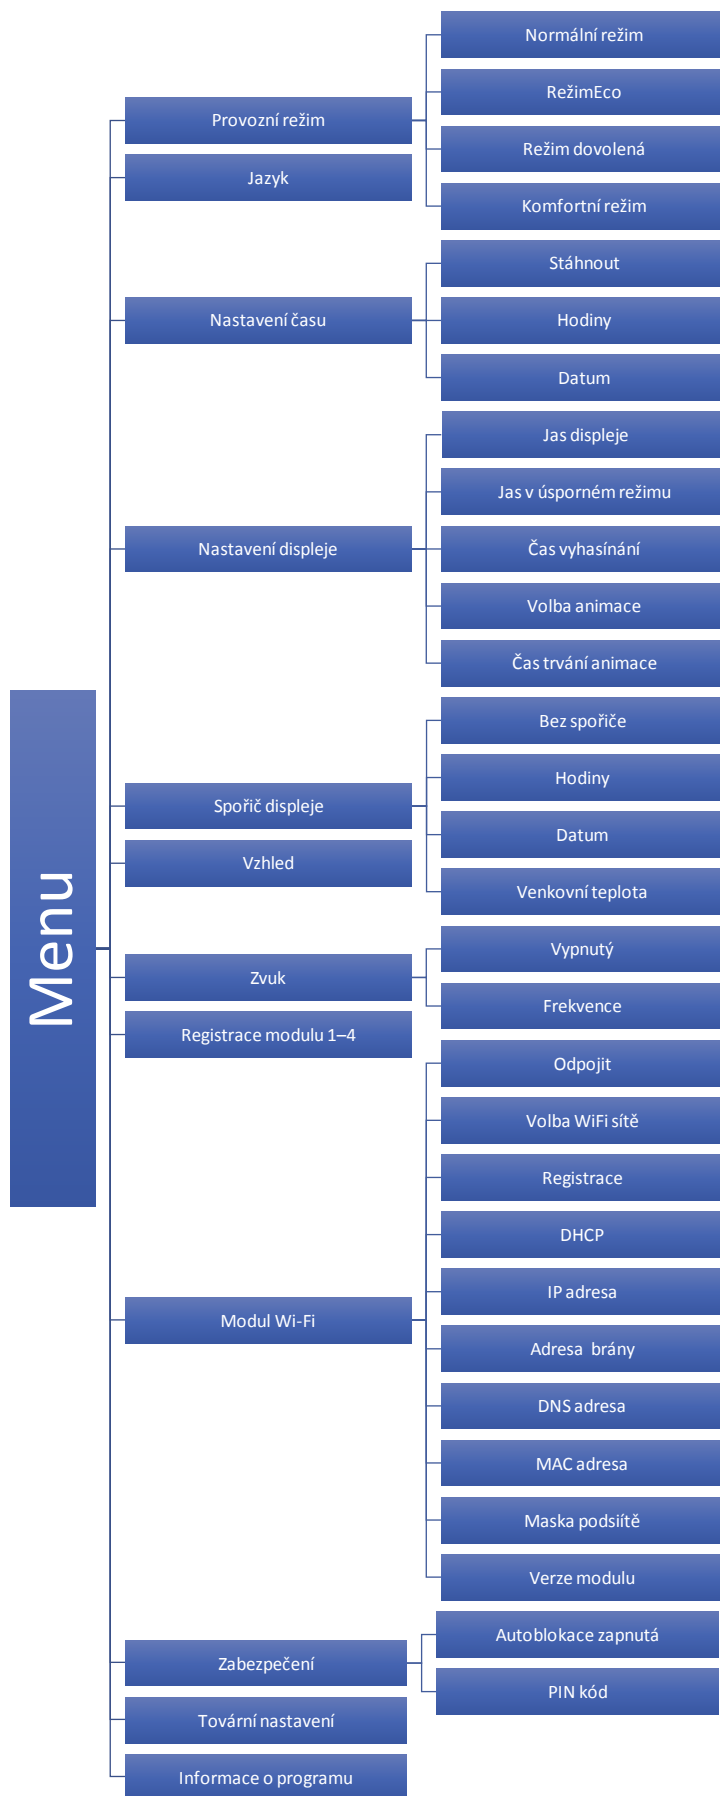 Menu
Provozní režim
Normální režim
RežimEco
Režim dovolená
Komfortní režim
Jazyk
Nastavení času
Stáhnout
Hodiny
Datum
Nastavení displeje
Jas displeje
Jas v úsporném režimu
Čas vyhasínání
Volba animace
Čas trvání animace
Spořič displeje
Bez spořiče
Hodiny
Datum
Venkovní teplota
Vzhled
Zvuk
Vypnutý
Frekvence
Registrace modulu 1–4
Modul Wi-Fi
Odpojit
Volba WiFi sítě
Registrace
DHCP
IP adresa
Adresa  brány
DNS adresa
MAC adresa
Maska podsiítě
Verze modulu
Zabezpečení
Autoblokace zapnutá
PIN kód
Tovární nastavení
Informace o programu